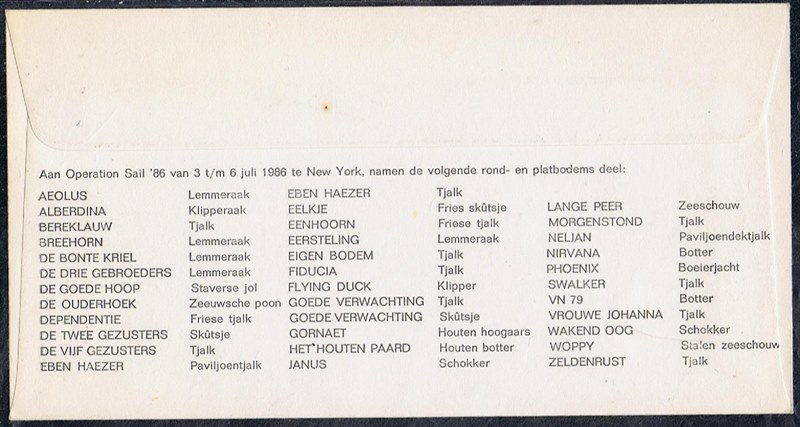 Aan Operation Sail '86 van 3 t/m 6 juli 1986 te New York, namen de volgende rond- en platbodems deel:
AEOLUS Lemmeraak EBEN HAEZER Tjalk
ALBERDINA Klipperaak EELKJE Fries skûtsje LANGE PEER Zeeschouw
BEREKLAUW Tjalk EENHOORN Friese tjalk MORGENSTOND Tjalk
BREEHORN Lemmeraak EERSTELING Lemmeraak NELJAN Paviljoendektjalk
DE BONTE KRIEL Lemmeraak EIGEN BODEM Tjalk NIRVANA Botter
DE DRIE GEBROEDERS Lemmeraak FIDUCIA Tjalk PHOENIX Boeierjacht
DE GOEDE HOOP Staverse jol FLYING DUCK Klipper SWALKER Tjalk
DE OUDERHOEK Zeeuwsche poon GOEDE VERWACHTING Tjalk VN 79 Botter
DEPENDENTIE Friese tjalk GOEDE VERWACHTING Skûtsje VROUWE JOHANNA Tjalk
DE TWEE GEZUSTERS Skûtsje GORNAET Houten hoogaars WAKEND OOG Schokker
DE VIJF GEZUSTERS Tjalk HET HOUTEN PAARD Houten botter WOPPY Stalen zeeschouw
EBEN HAEZER Paviljoentjalk JANUS Schokker ZELDENRUST Tjalk